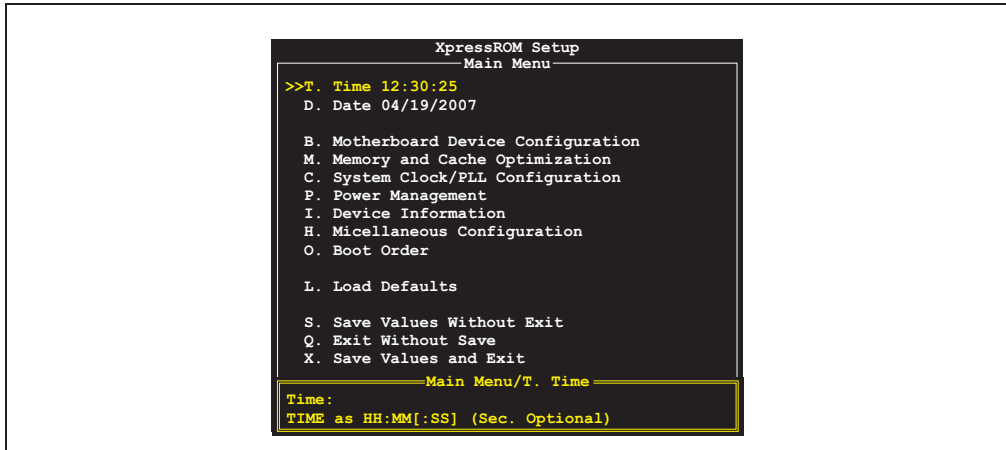 XpressROM Setup
Main Menu
>>T. Time 12:30:25
D. Date 04/19/2007
B. Motherboard Device Configuration
M. Memory and Cache Optimization
C. System Clock/PLL Configuration
P. Power Management
I. Device Information
H. Micellaneous Configuration
O. Boot Order
L. Load Defaults
S. Save Values Without Exit
Q. Exit Without Save
X. Save Values and Exit
Main Menu/T. Time
Time:
TIME as HH:MM[:SS] (Sec. Optional)